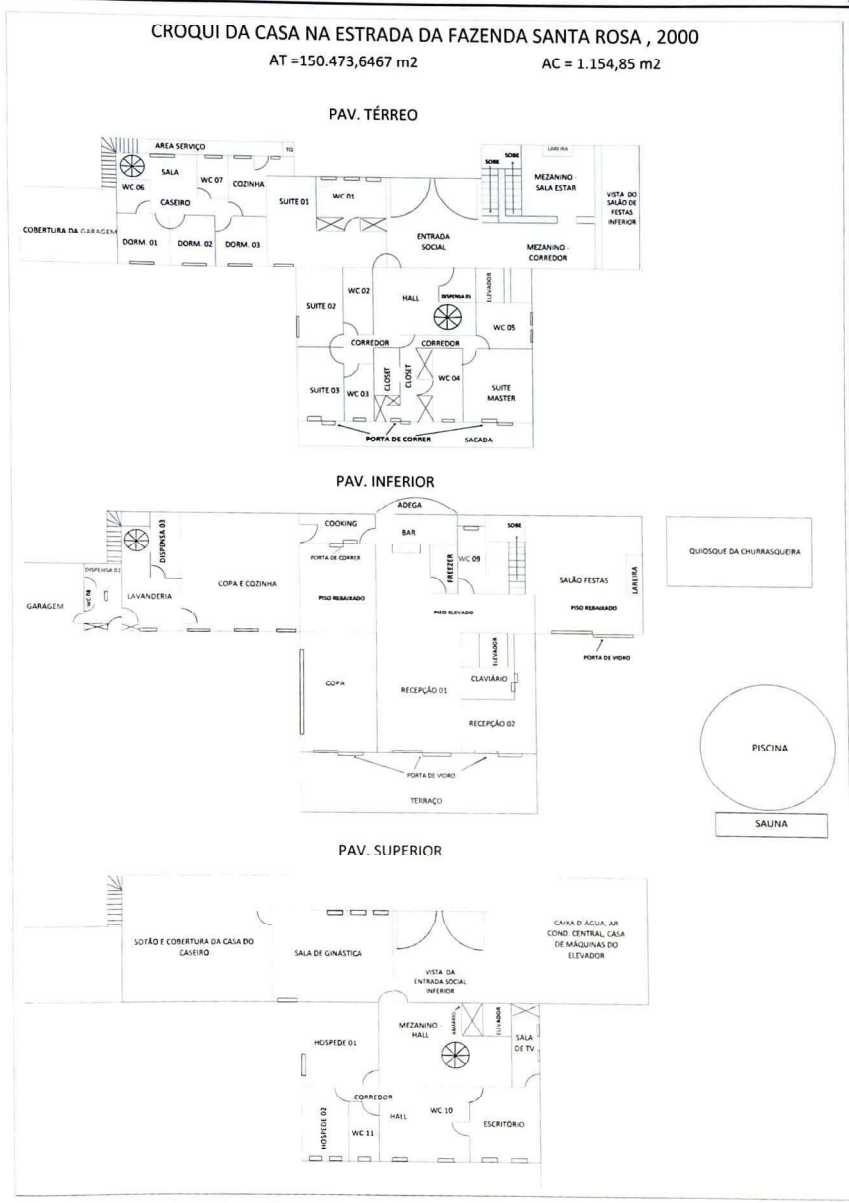 CROQUI DA CASA NA ESTRADA DA FAZENDA SANTA ROSA , 2000
AT =150.473,6467 m2
AC = 1.154,85 m2
PAV. TÉRREO
AREA SERVIÇO
TQ
WC 06
SALA
CASEIRO
WC 07
COZINHA
DORM. 01
DORM. 02
DORM. 03
COBERTURA DA GARAGEM
SUITE 01
WC 01
ENTRADA
SOCIAL
SOBE
SOBE
LAREIRA
MEZANINO -
SALA ESTAR
MEZANINO -
CORREDOR
VISTA DO
SALÃO DE
FESTAS
INFERIOR
SUITE 02
WC 02
HALL
DISPENSA 01
ELEVADOR
WC 05
CORREDOR
CORREDOR
SUITE 03
WC 03
CLOSET
CLOSET
WC 04
SUITE
MASTER
PORTA DE CORRER
SACADA
PAV. INFERIOR
ADEGA
COOKING
BAR
SOBE
DISPENSA 03
PORTA DE CORRER
FREEZER
WC 09
QUIOSQUE DA CHURRASQUEIRA
DISPENSA 02
WC 08
LAVANDERIA
COPA E COZINHA
PISO REBAIXADO
PISO ELEVADO
SALÃO FESTAS
PISO REBAIXADO
LAREIRA
GARAGEM
PORTA DE VIDRO
COPA
RECEPÇÃO 01
ELEVADOR
CLAVIÁRIO
RECEPÇÃO 02
PORTA DE VIDRO
TERRAÇO
PISCINA
SAUNA
PAV. SUPERIOR
SOTÃO E COBERTURA DA CASA DO
CASEIRO
SALA DE GINÁSTICA
VISTA DA
ENTRADA SOCIAL
INFERIOR
CAIXA D'ÁGUA, AR
COND. CENTRAL, CASA
DE MÁQUINAS DO
ELEVADOR
HOSPEDE 01
MEZANINO -
HALL
ARMÁRIO
ELEVADOR
SALA
DE TV
CORREDOR
HOSPEDE 02
WC 11
HALL
WC 10
ESCRITÓRIO